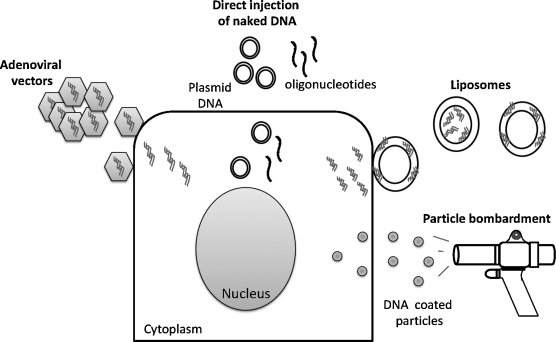 Direct injection
of naked DNA
Adenoviral
vectors
Plasmid
DNA
oligonucleotides
Liposomes
Particle bombardment
Nucleus
DNA coated
particles
Cytoplasm